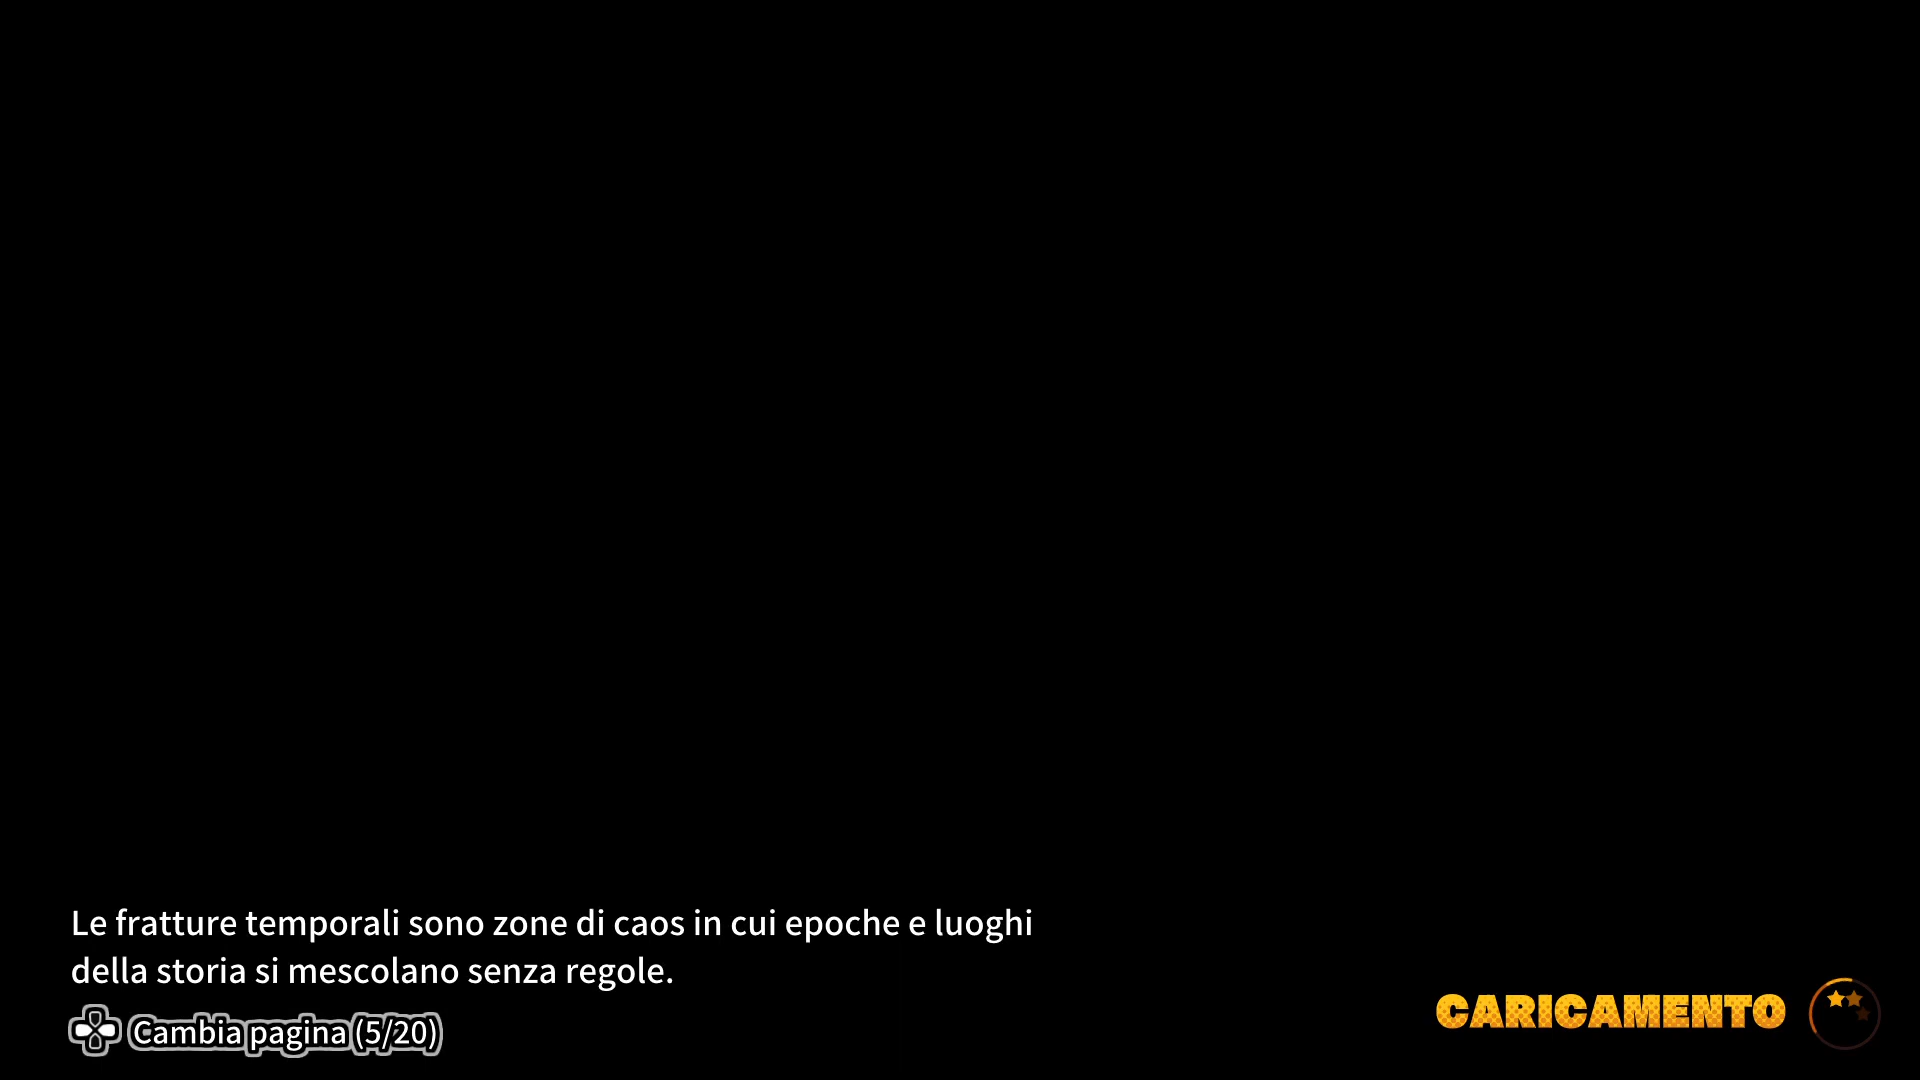 Le fratture temporali sono zone di caos in cui epoche e luoghi
della storia si mescolano senza regole.
Cambia pagina (5/20)
CARICAMENTO